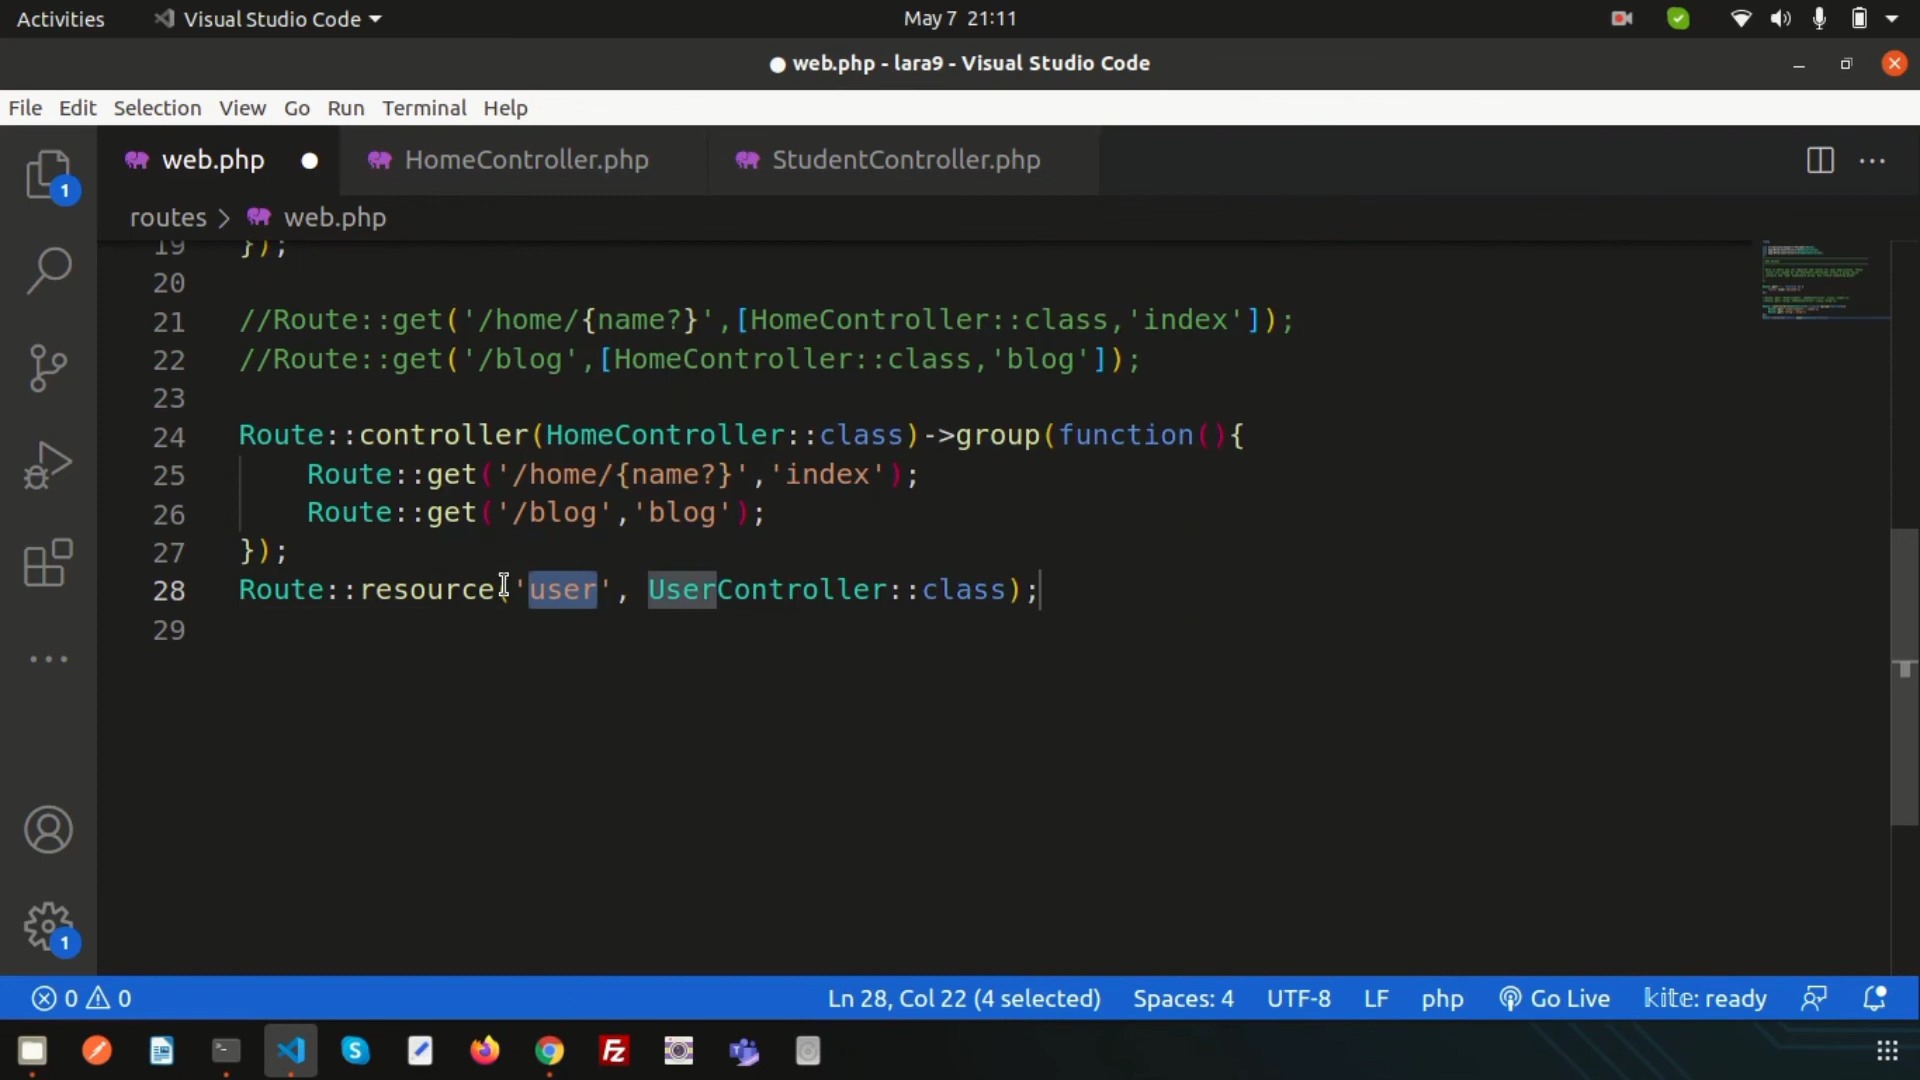 Activities
Visual Studio Code
May 7 21:11
web.php - lara9 - Visual Studio Code
File Edit Selection View Go Run Terminal Help
web.php
HomeController.php
StudentController.php
1
routes > web.php
19 });
20
21 //Route::get('/home/{name?}',[HomeController::class,'index']);
22 //Route::get('/blog',[HomeController::class,'blog']);
23
24 Route::controller(HomeController::class)->group(function(){
25 Route::get('/home/{name?}','index');
26 Route::get('/blog','blog');
27 });
28 Route::resource('user', UserController::class);
29
1
0 0
Ln 28, Col 22 (4 selected)
Spaces: 4
UTF-8
LF
php
Go Live
kite: ready